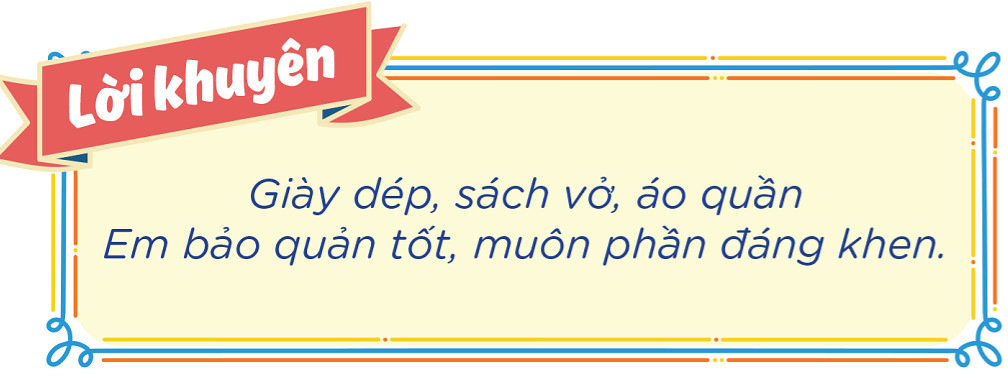 Lời khuyên
Giày dép, sách vở, áo quần
Em bảo quản tốt, muôn phần đáng khen.